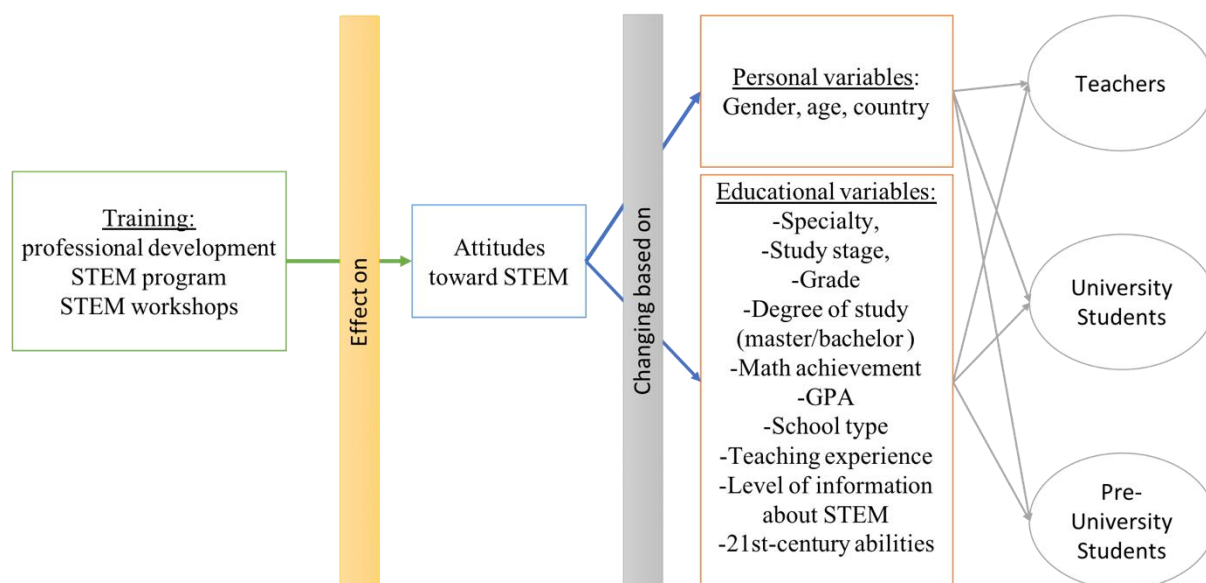 Training:
professional development
STEM program
STEM workshops
Effect on
Attitudes
toward STEM
Changing based on
Personal variables:
Gender, age, country
Educational variables:
-Specialty,
-Study stage,
-Grade
-Degree of study
(master/bachelor )
-Math achievement
-GPA
-School type
-Teaching experience
-Level of information
about STEM
-21st-century abilities
Teachers
University
Students
Pre-
University
Students